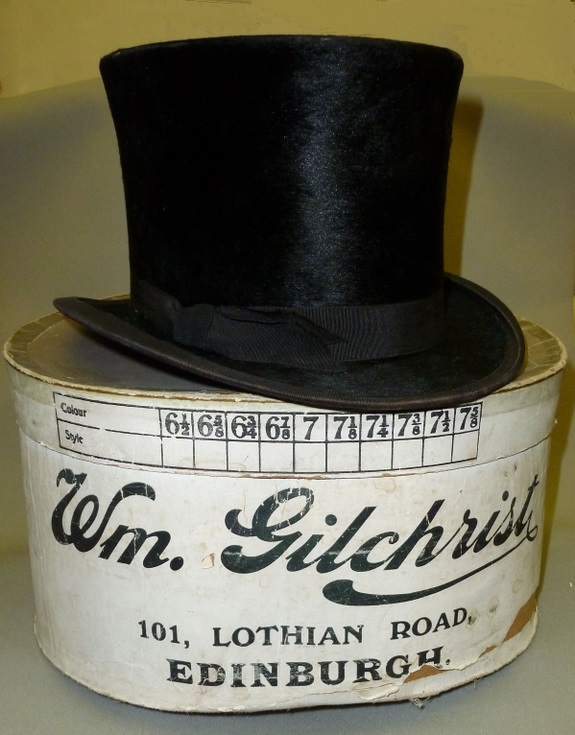 Colour 6½ 6⅝ 6¾ 6⅞ 7 7⅛ 7¼ 7⅜ 7½ 7⅝
Style
Wm. Gilchrist
101, LOTHIAN ROAD,
EDINBURGH.